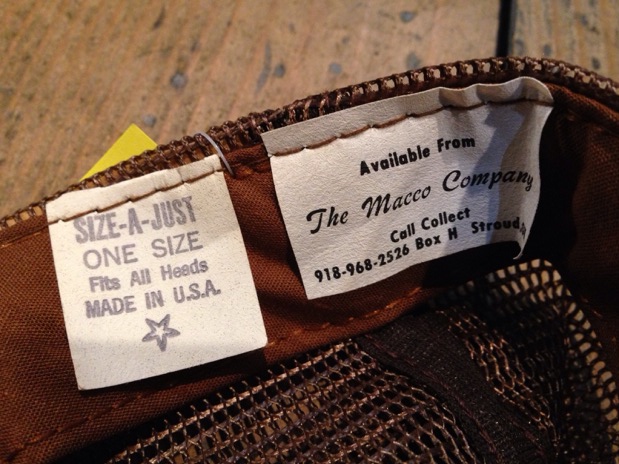 SIZE-A-JUST
ONE SIZE
Fits All Heads
MADE IN U.S.A.
Available From
The Macco Company
Call Collect
918-968-2526 Box H Stroud,